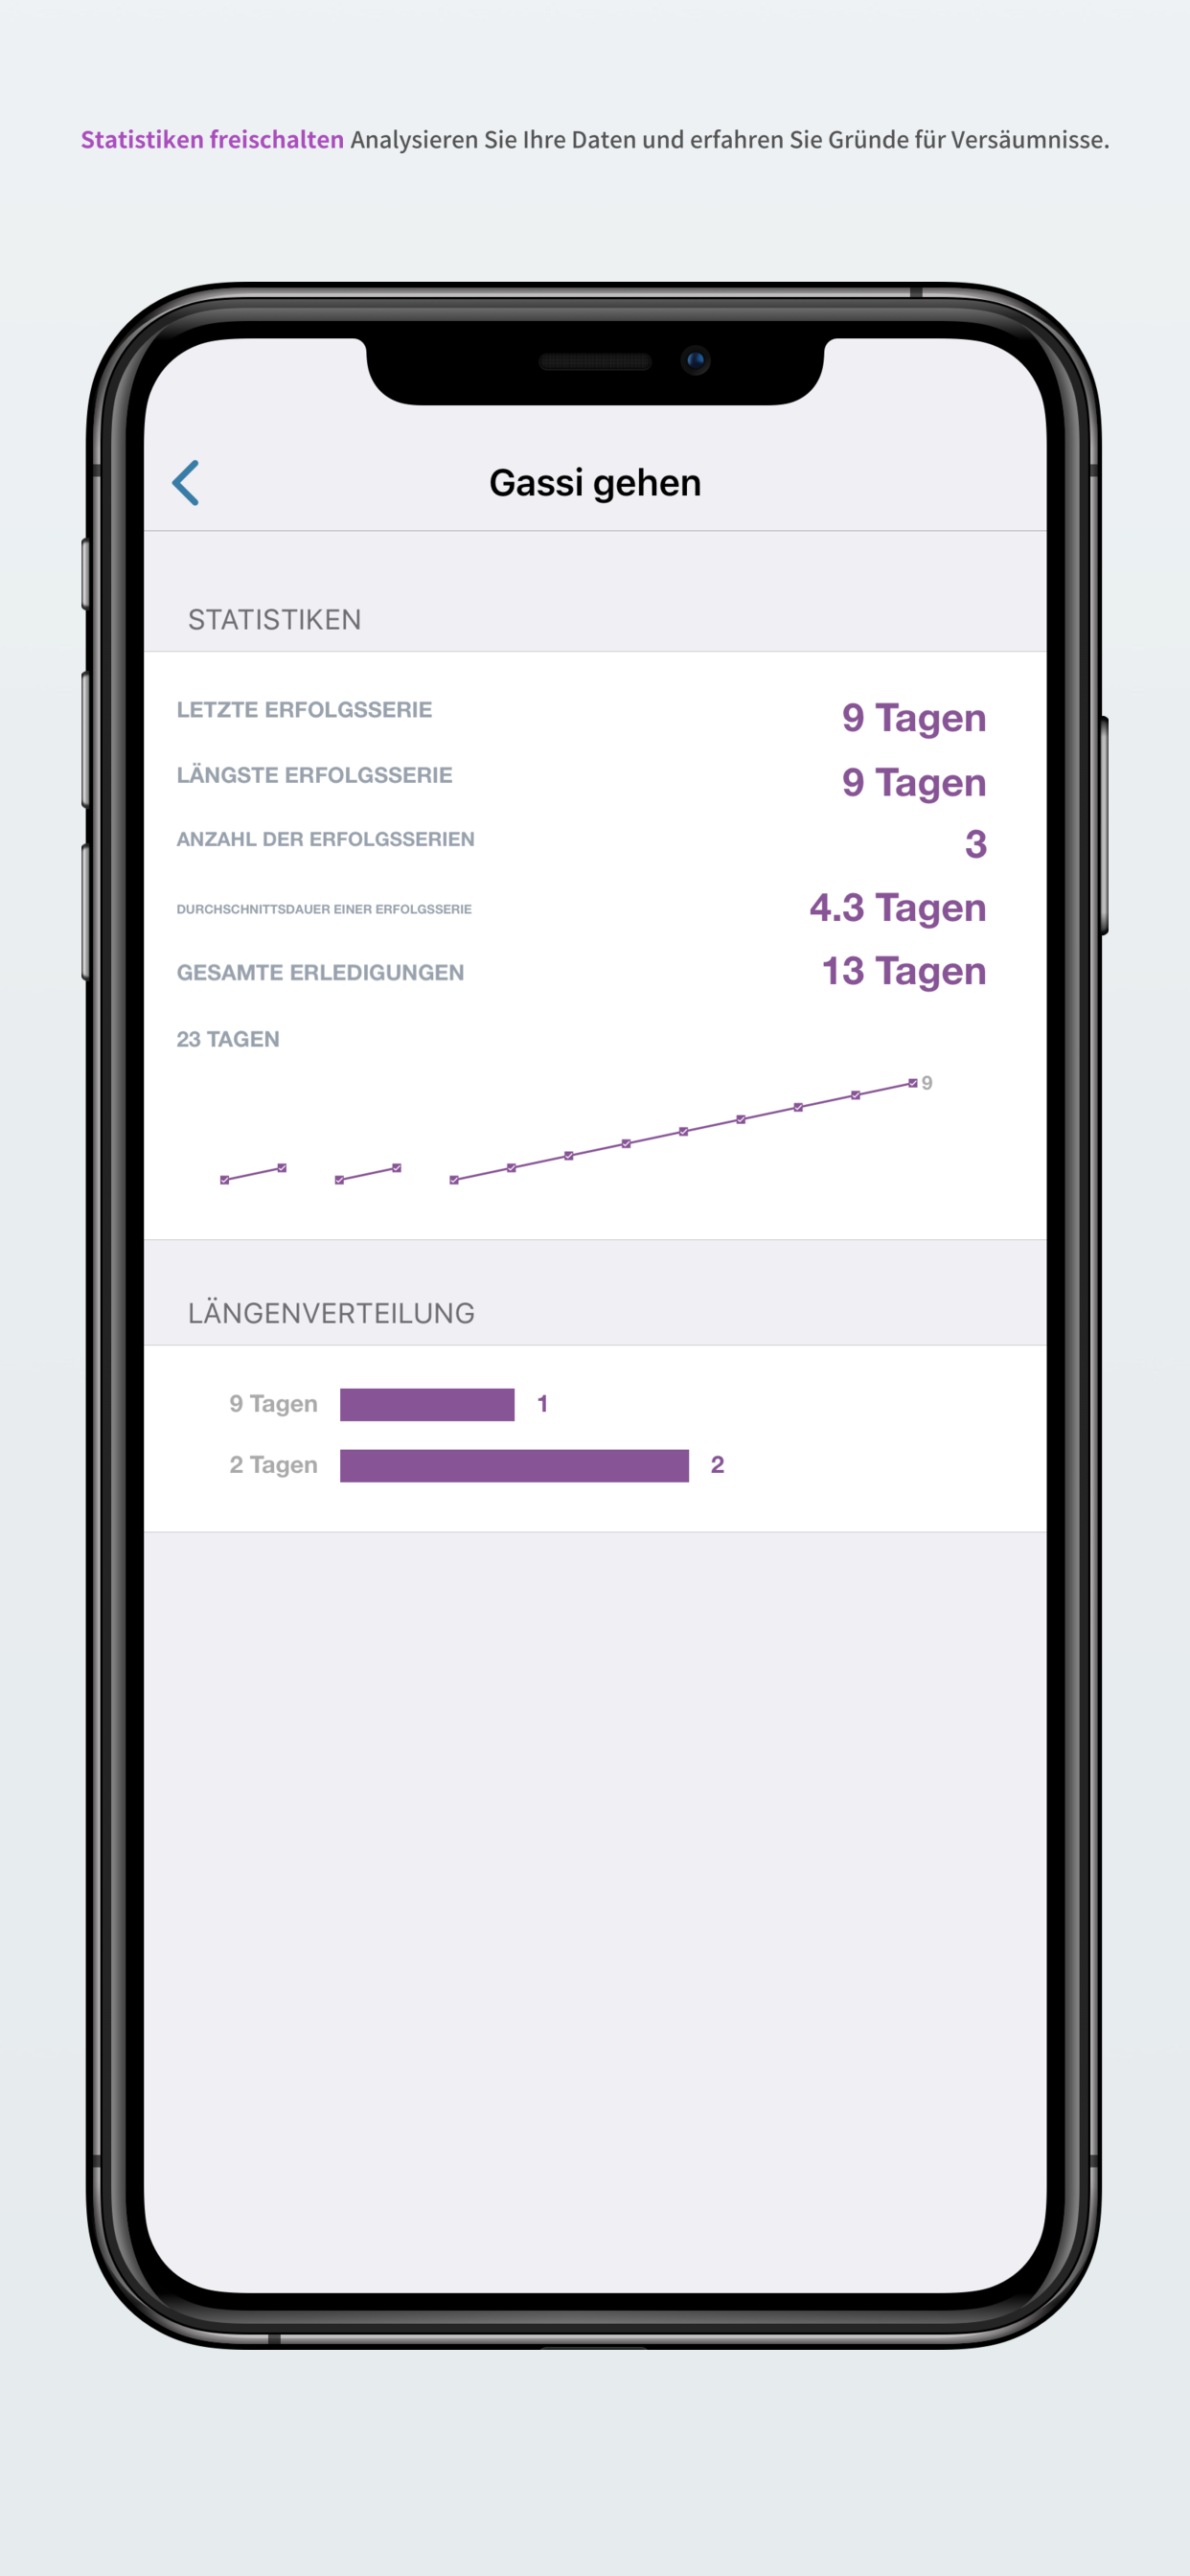 Statistiken freischalten Analysieren Sie Ihre Daten und erfahren Sie Gründe für Versäumnisse.
Gassi gehen
STATISTIKEN
LETZTE ERFOLGSSERIE 9 Tagen
LÄNGSTE ERFOLGSSERIE 9 Tagen
ANZAHL DER ERFOLGSSERIEN 3
DURCHSCHNITTSDAUER EINER ERFOLGSSERIE 4.3 Tagen
GESAMTE ERLEDIGUNGEN 13 Tagen
23 TAGEN
9
LÄNGENVERTEILUNG
9 Tagen 1
2 Tagen 2